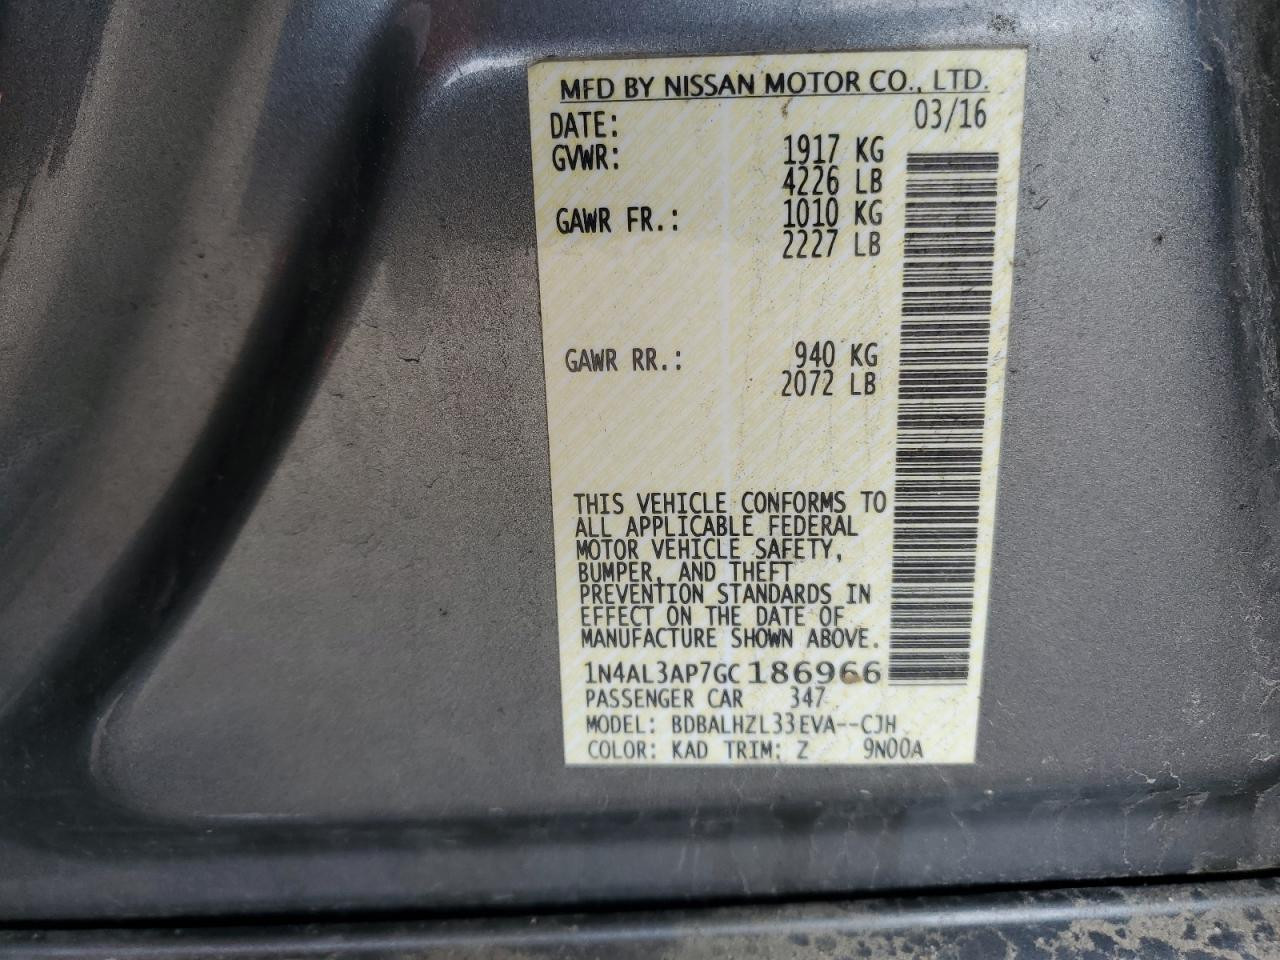 MFD BY NISSAN MOTOR CO., LTD.
DATE: 03/16
GVWR: 1917 KG
4226 LB
GAWR FR.: 1010 KG
2227 LB
GAWR RR.: 940 KG
2072 LB
THIS VEHICLE CONFORMS TO
ALL APPLICABLE FEDERAL
MOTOR VEHICLE SAFETY,
BUMPER, AND THEFT
PREVENTION STANDARDS IN
EFFECT ON THE DATE OF
MANUFACTURE SHOWN ABOVE.
1N4AL3AP7GC186966
PASSENGER CAR 347
MODEL: BDBALHZL33EVA--CJH
COLOR: KAD TRIM: Z 9N00A